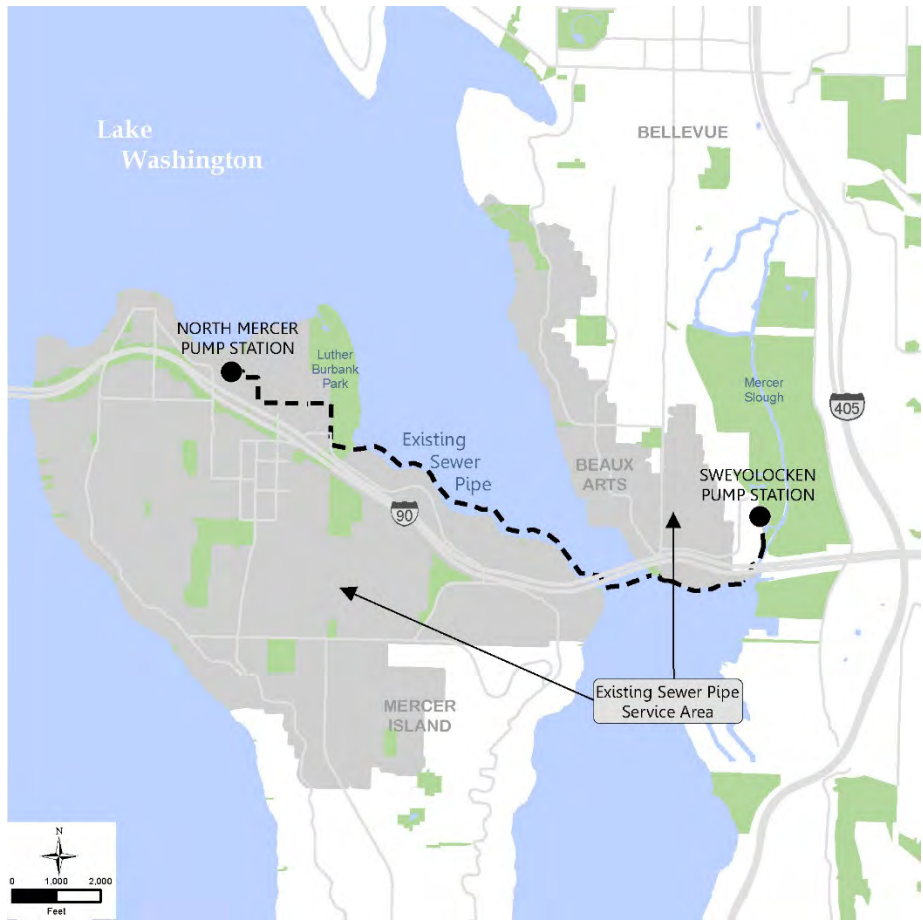 Lake
Washington
BELLEVUE
NORTH MERCER
PUMP STATION
Luther
Burbank
Park
Mercer
Slough
405
Existing
Sewer
Pipe
BEAUX
ARTS
SWEYOLOCKEN
PUMP STATION
90
Existing Sewer Pipe
Service Area
MERCER
ISLAND
N
0 1,000 2,000
Feet